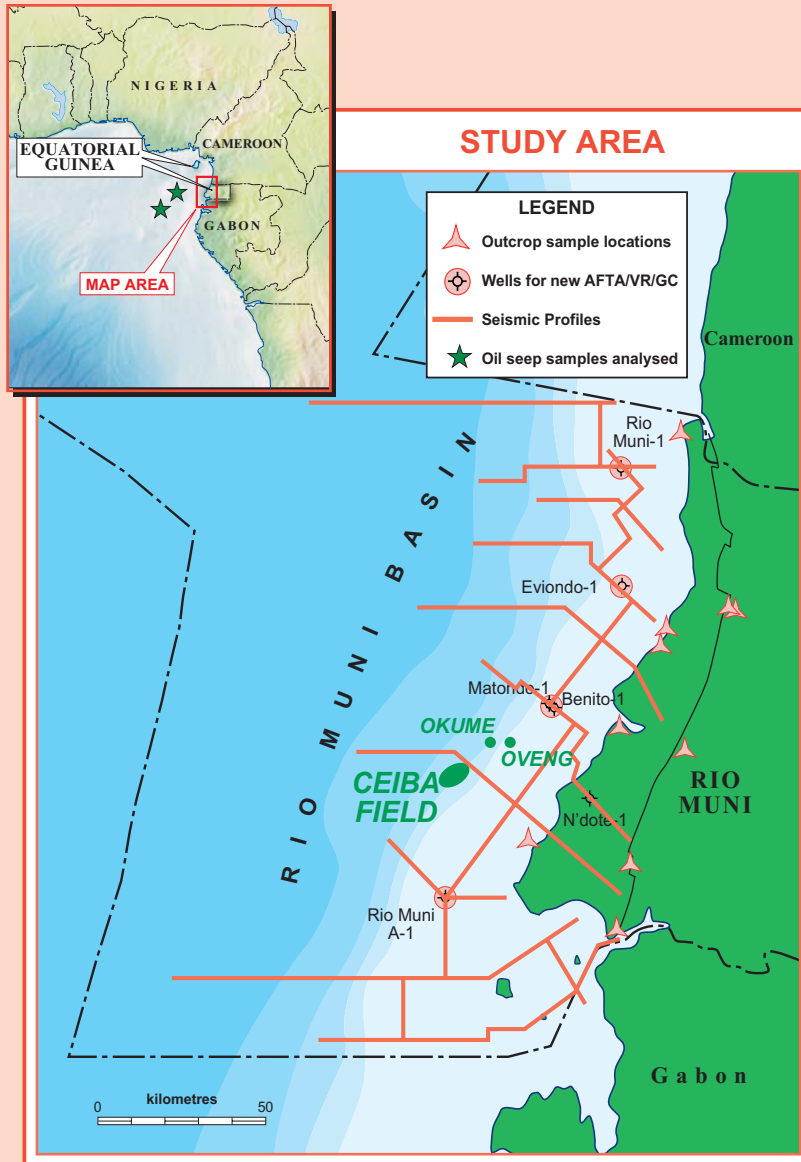 NIGERIA
CAMEROON
EQUATORIAL
GUINEA
GABON
MAP AREA
STUDY AREA
LEGEND
Outcrop sample locations
Wells for new AFTA/VR/GC
Seismic Profiles
Oil seep samples analysed
Cameroon
Rio
Muni-1
RIO MUNI BASIN
Eviondo-1
Matondo-1
Benito-1
OKUME
OVENG
CEIBA
FIELD
RIO
MUNI
N'dote-1
Rio Muni
A-1
Gabon
kilometres
0 50